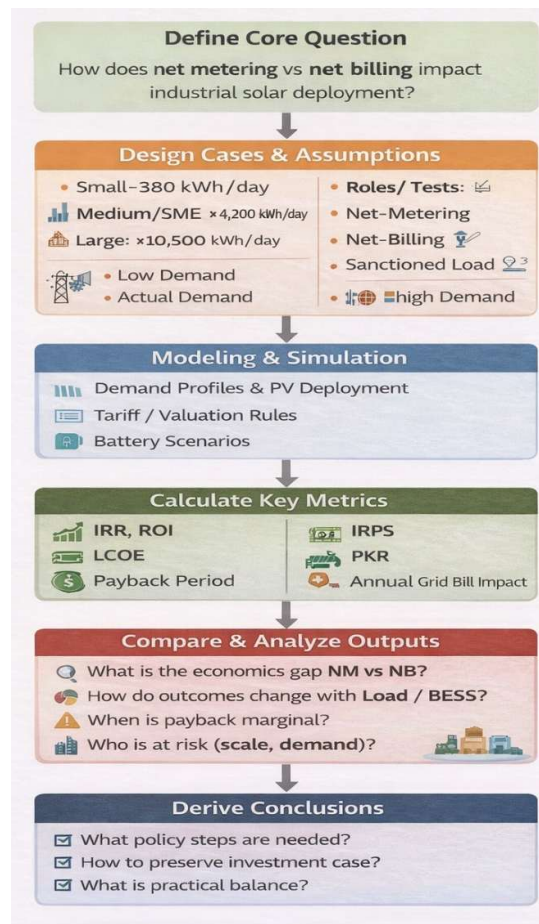 Define Core Question
How does net metering vs net billing impact
industrial solar deployment?
Design Cases & Assumptions
• Small–380 kWh/day
Medium/SME ×4,200 kWh/day
Large: ×10,500 kWh/day
• Low Demand
• Actual Demand
• Roles/Tests:
• Net-Metering
• Net-Billing
• Sanctioned Load
• high Demand
Modeling & Simulation
Demand Profiles & PV Deployment
Tariff / Valuation Rules
Battery Scenarios
Calculate Key Metrics
IRR, ROI
LCOE
Payback Period
IRPS
PKR
Annual Grid Bill Impact
Compare & Analyze Outputs
What is the economics gap NM vs NB?
How do outcomes change with Load / BESS?
When is payback marginal?
Who is at risk (scale, demand)?
Derive Conclusions
What policy steps are needed?
How to preserve investment case?
What is practical balance?